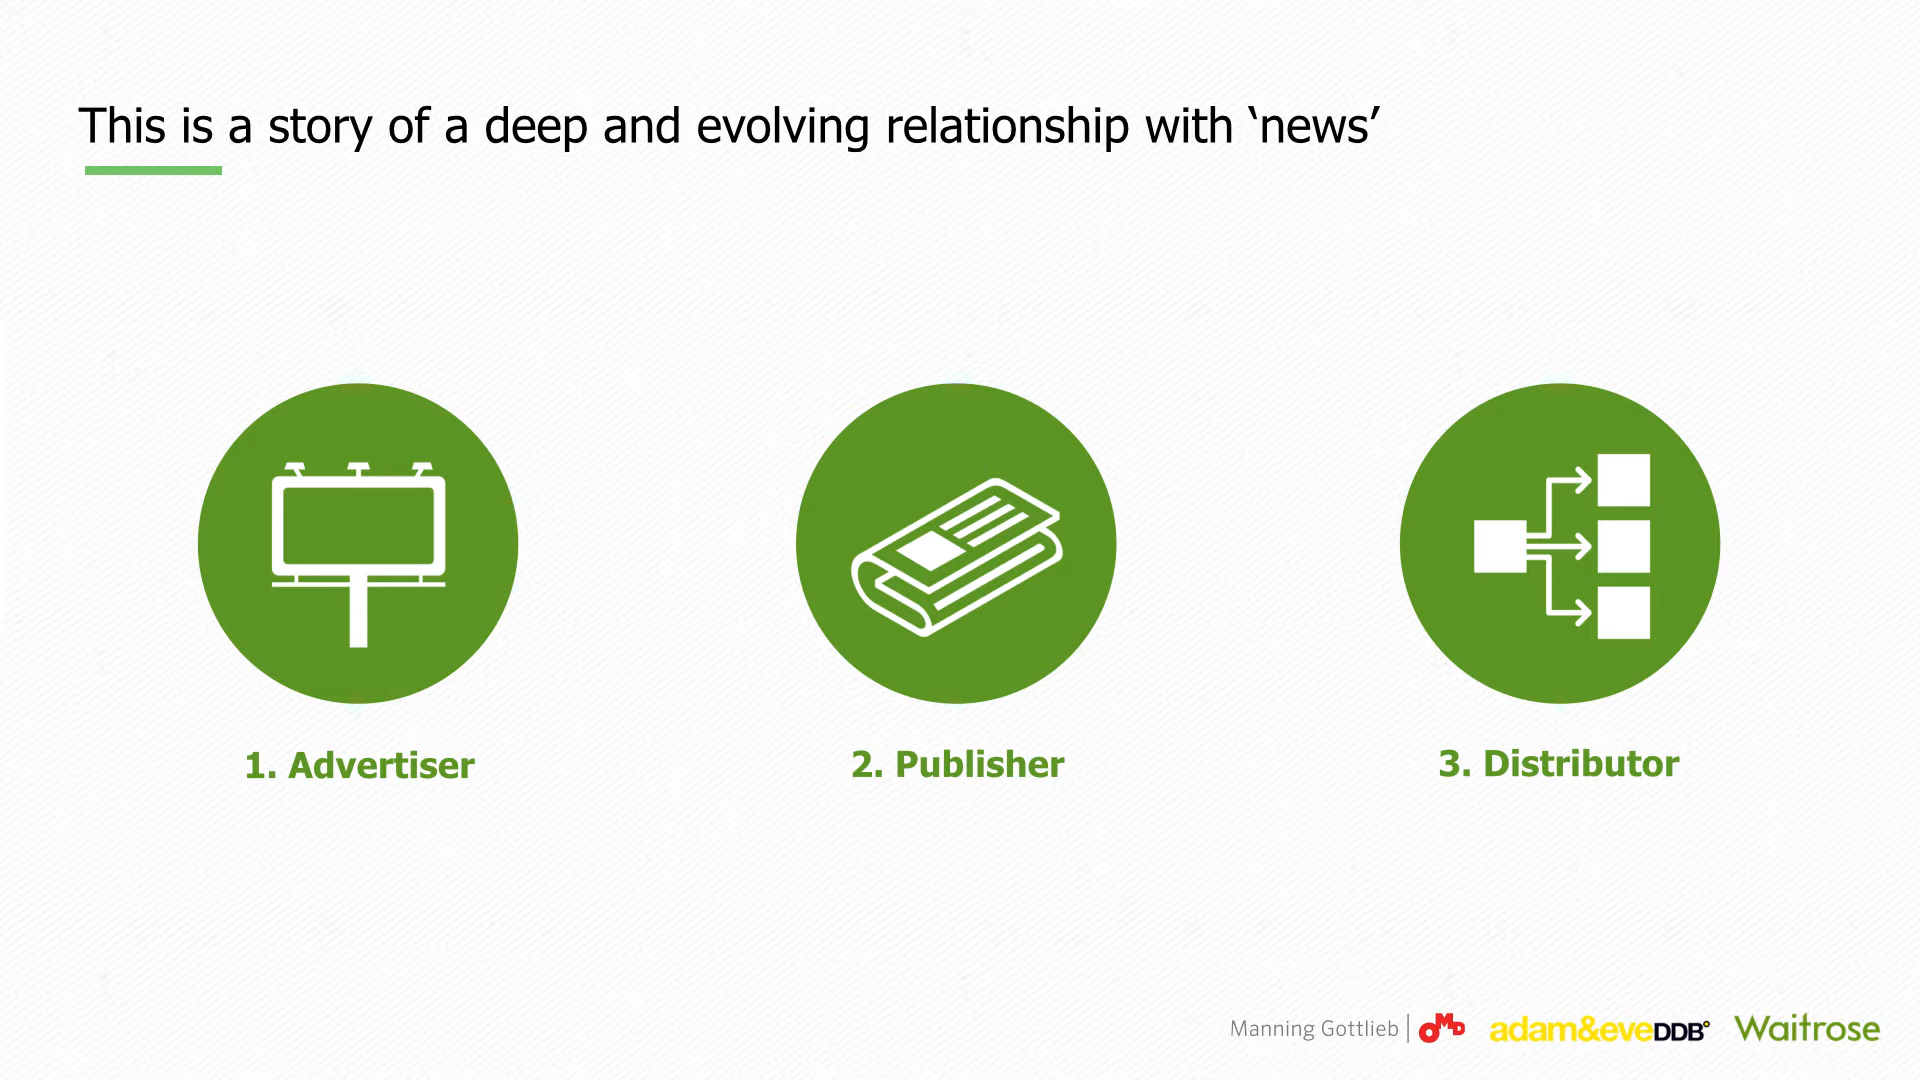 This is a story of a deep and evolving relationship with ‘news’
1. Advertiser
2. Publisher
3. Distributor
Manning Gottlieb | OMD adam&eveDDB Waitrose